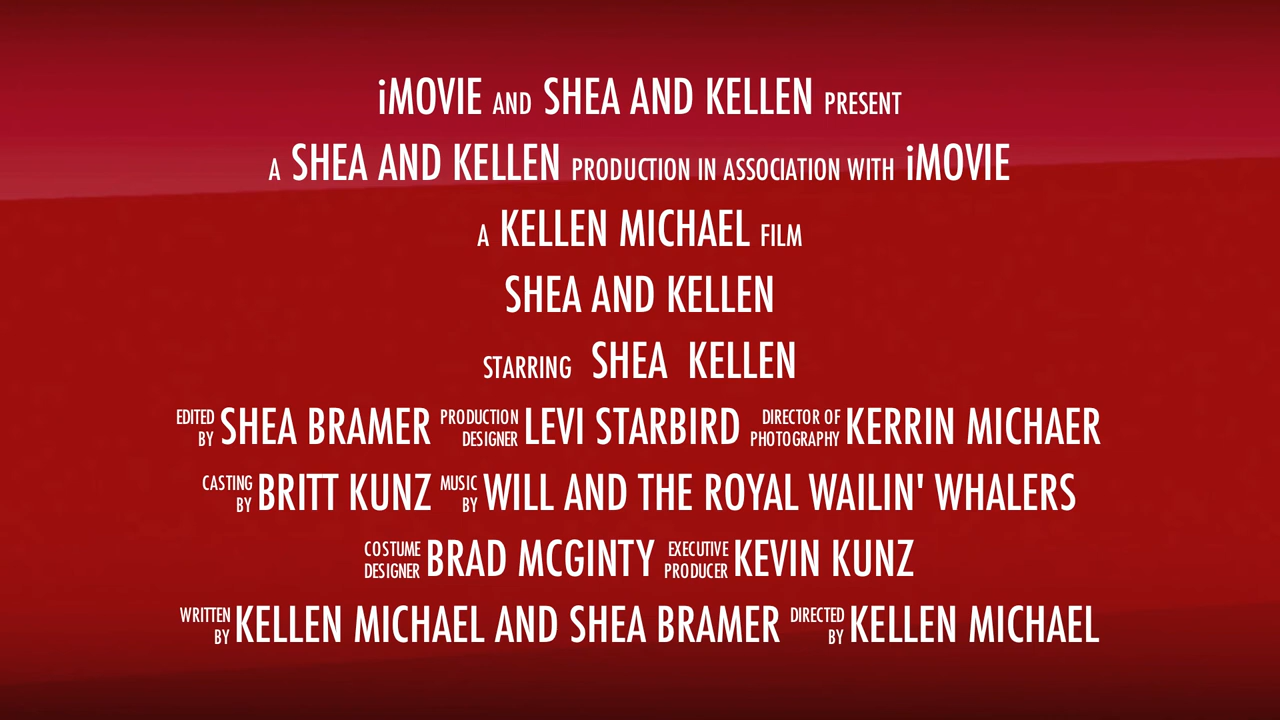 iMOVIE AND SHEA AND KELLEN PRESENT
A SHEA AND KELLEN PRODUCTION IN ASSOCIATION WITH iMOVIE
A KELLEN MICHAEL FILM
SHEA AND KELLEN
STARRING SHEA KELLEN
EDITED BY SHEA BRAMER PRODUCTION DESIGNER LEVI STARBIRD DIRECTOR OF PHOTOGRAPHY KERRIN MICHAER
CASTING BY BRITT KUNZ MUSIC BY WILL AND THE ROYAL WAILIN' WHALERS
COSTUME DESIGNER BRAD MCGINTY EXECUTIVE PRODUCER KEVIN KUNZ
WRITTEN BY KELLEN MICHAEL AND SHEA BRAMER DIRECTED BY KELLEN MICHAEL